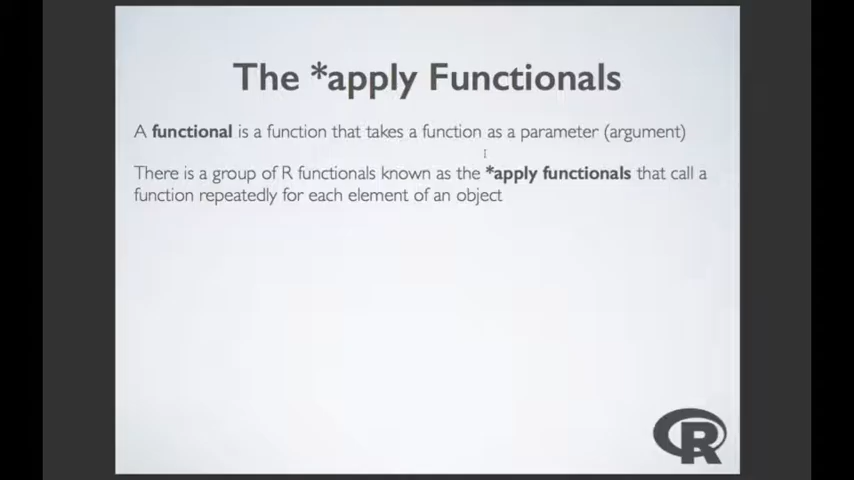 The *apply Functionals
A functional is a function that takes a function as a parameter (argument)
There is a group of R functionals known as the *apply functionals that call a
function repeatedly for each element of an object
R